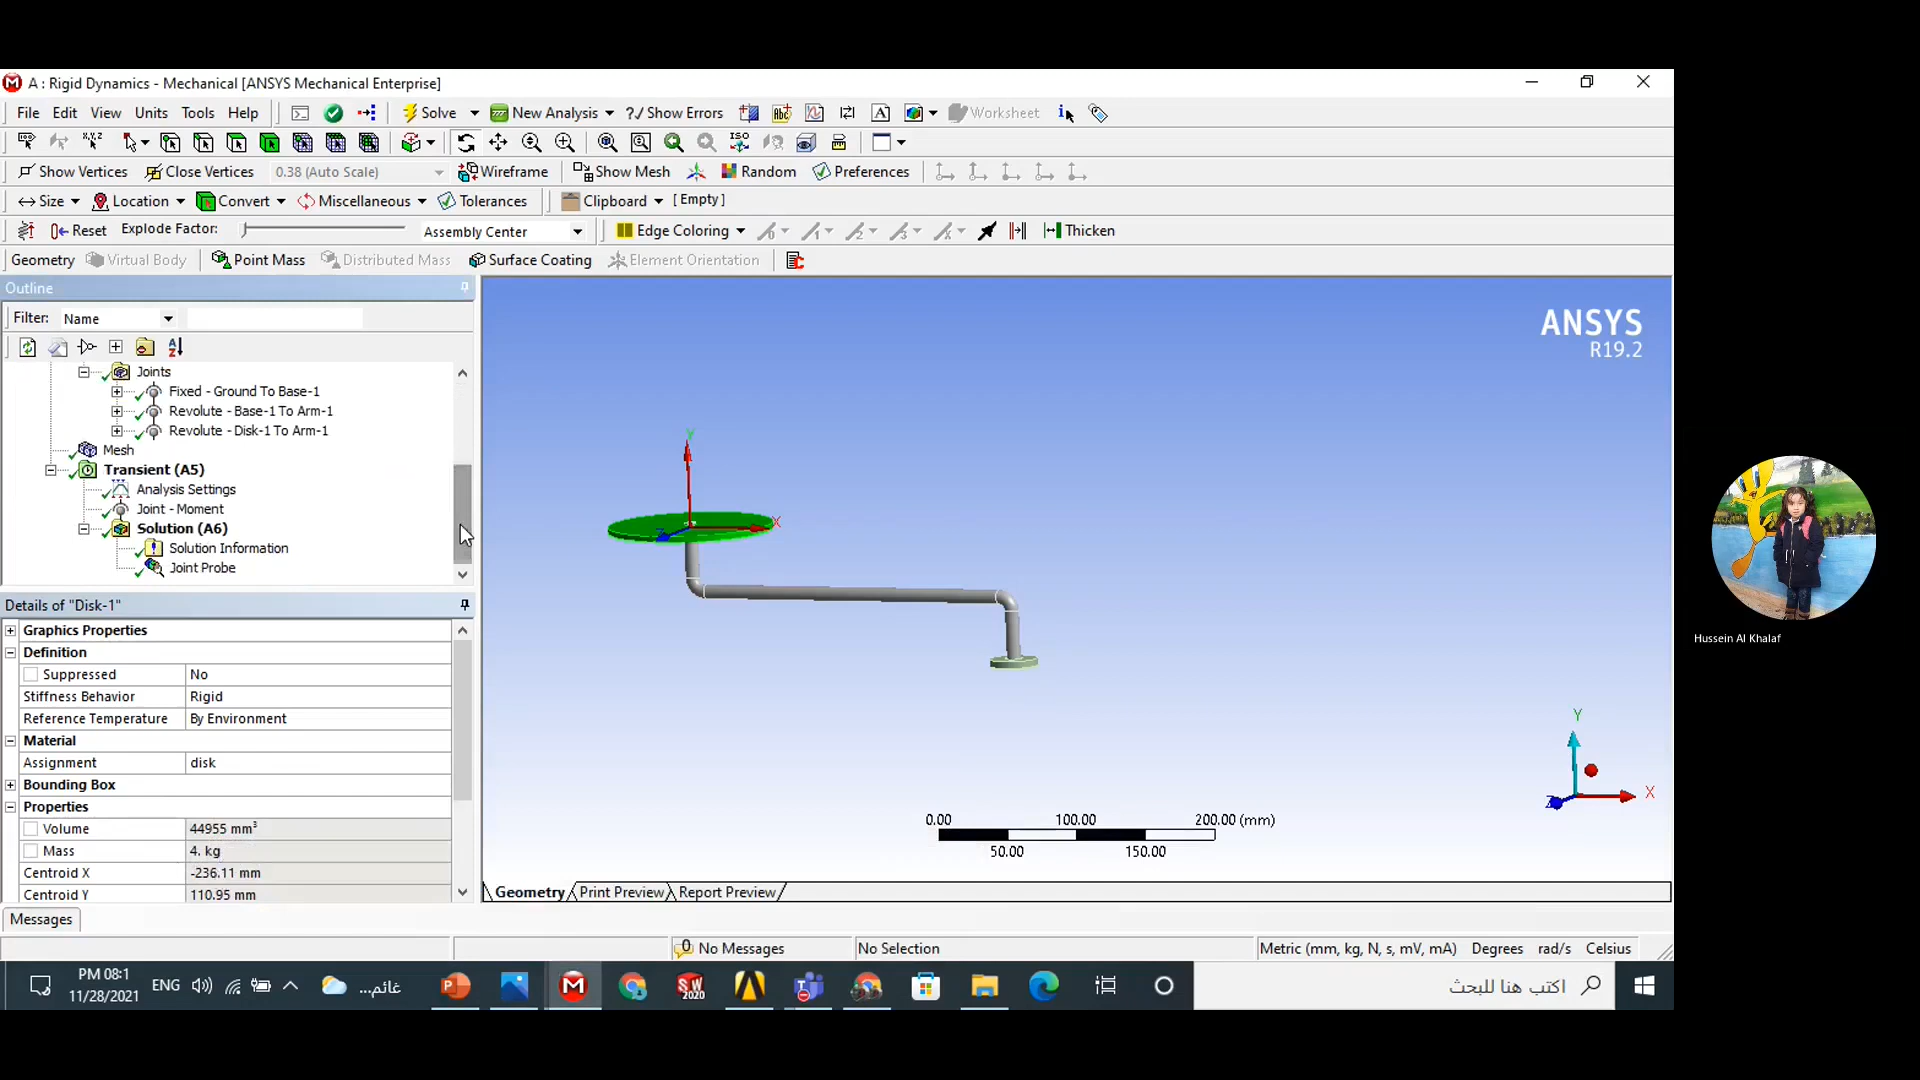 A : Rigid Dynamics - Mechanical [ANSYS Mechanical Enterprise]
File Edit View Units Tools Help Solve New Analysis ?/ Show Errors Worksheet
ISO
Show Vertices Close Vertices 0.38 (Auto Scale) Wireframe Show Mesh Random Preferences
Size Location Convert Miscellaneous Tolerances Clipboard [ Empty ]
Reset Explode Factor: Assembly Center Edge Coloring Thicken
Geometry Virtual Body Point Mass Distributed Mass Surface Coating Element Orientation
Outline
Filter: Name
Joints
Fixed - Ground To Base-1
Revolute - Base-1 To Arm-1
Revolute - Disk-1 To Arm-1
Mesh
Transient (A5)
Analysis Settings
Joint - Moment
Solution (A6)
Solution Information
Joint Probe
Details of "Disk-1"
Graphics Properties
Definition
Suppressed No
Stiffness Behavior Rigid
Reference Temperature By Environment
Material
Assignment disk
Bounding Box
Properties
Volume 44955 mm³
Mass 4. kg
Centroid X -236.11 mm
Centroid Y 110.95 mm
Messages
ANSYS
R19.2
Y
X
Z
Y
X
Z
0.00 100.00 200.00 (mm)
50.00 150.00
Geometry Print Preview Report Preview
No Messages No Selection Metric (mm, kg, N, s, mV, mA) Degrees rad/s Celsius
PM 08:1
11/28/2021
ENG
غائم...
SW
2020
اكتب هنا للبحث
Hussein Al Khalaf